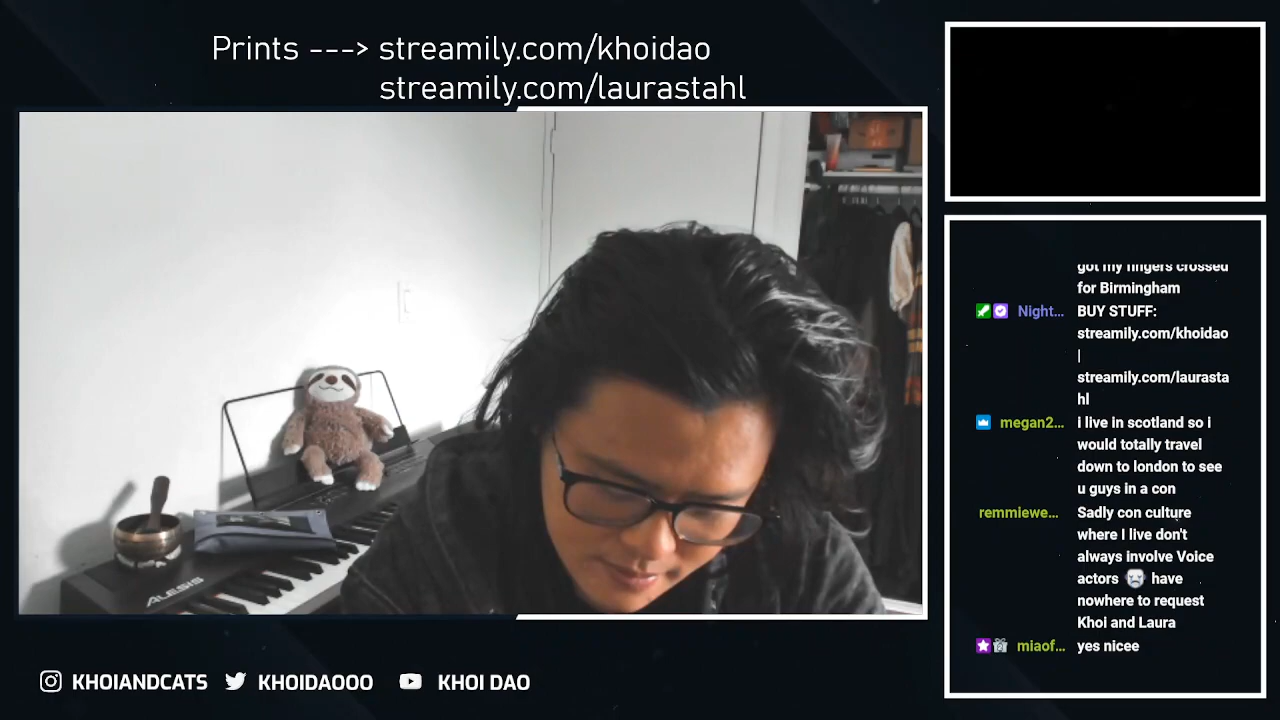 Prints ---> streamily.com/khoidao
streamily.com/laurastahl
ALESIS
got my fingers crossed
for Birmingham
Night... BUY STUFF:
streamily.com/khoidao
|
streamily.com/laurasta
hl
megan2... I live in scotland so I
would totally travel
down to london to see
u guys in a con
remmiewe... Sadly con culture
where I live don't
always involve Voice
actors have
nowhere to request
Khoi and Laura
miaof... yes nicee
KHOIANDCATS KHOIDAOOO KHOI DAO